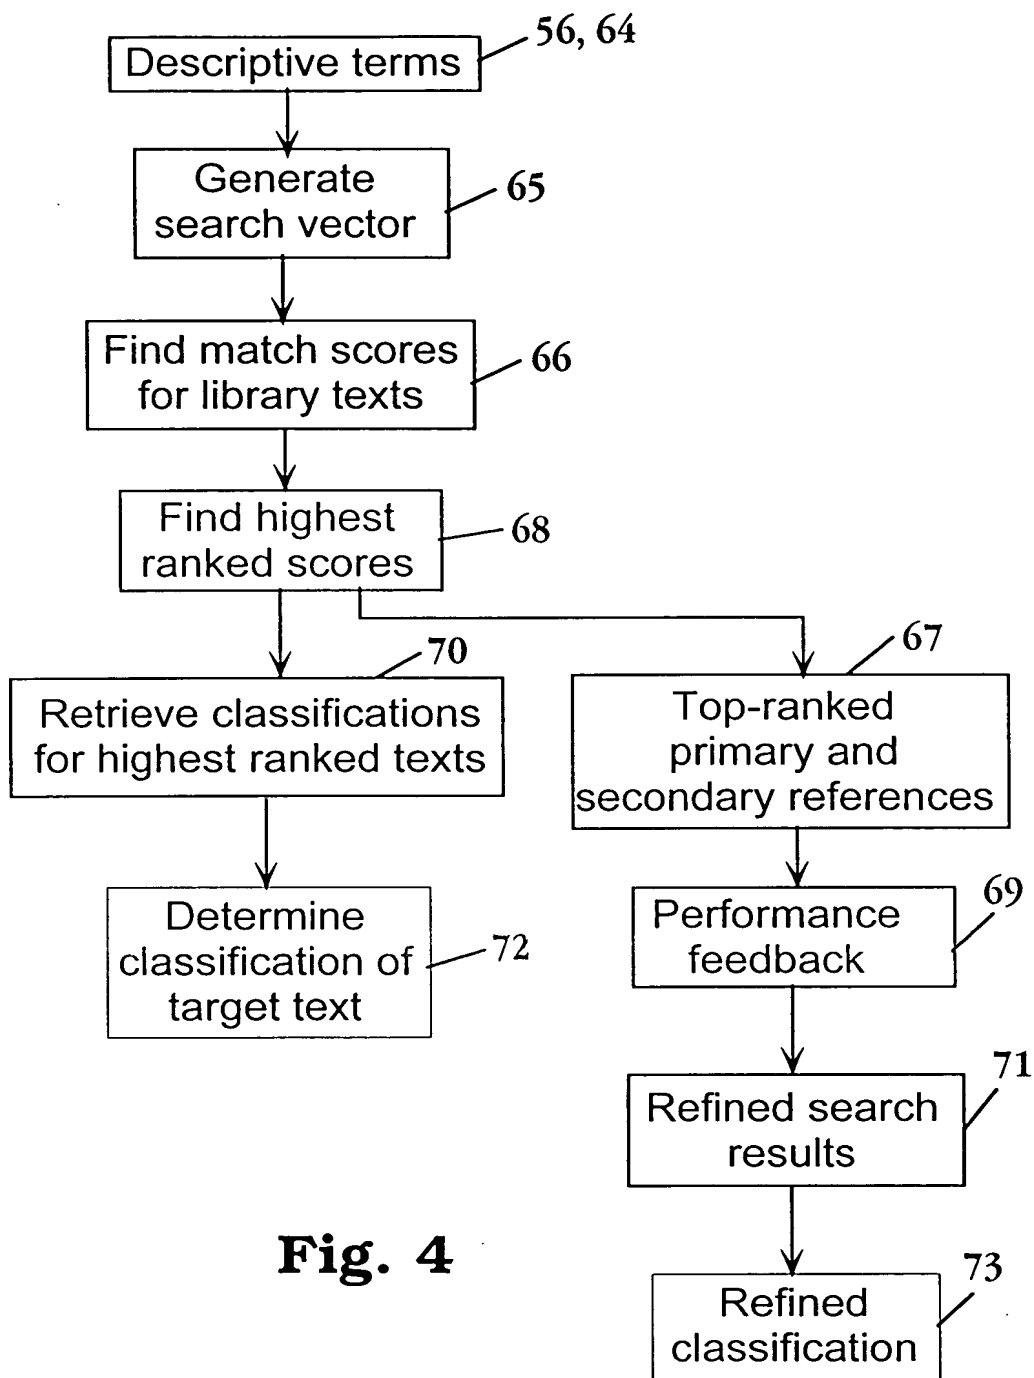 56, 64
Descriptive terms
Generate
search vector
65
Find match scores
for library texts
66
Find highest
ranked scores
68
70
Retrieve classifications
for highest ranked texts
67
Top-ranked
primary and
secondary references
Determine
classification of
target text
72
69
Performance
feedback
71
Refined search
results
Fig. 4
73
Refined
classification